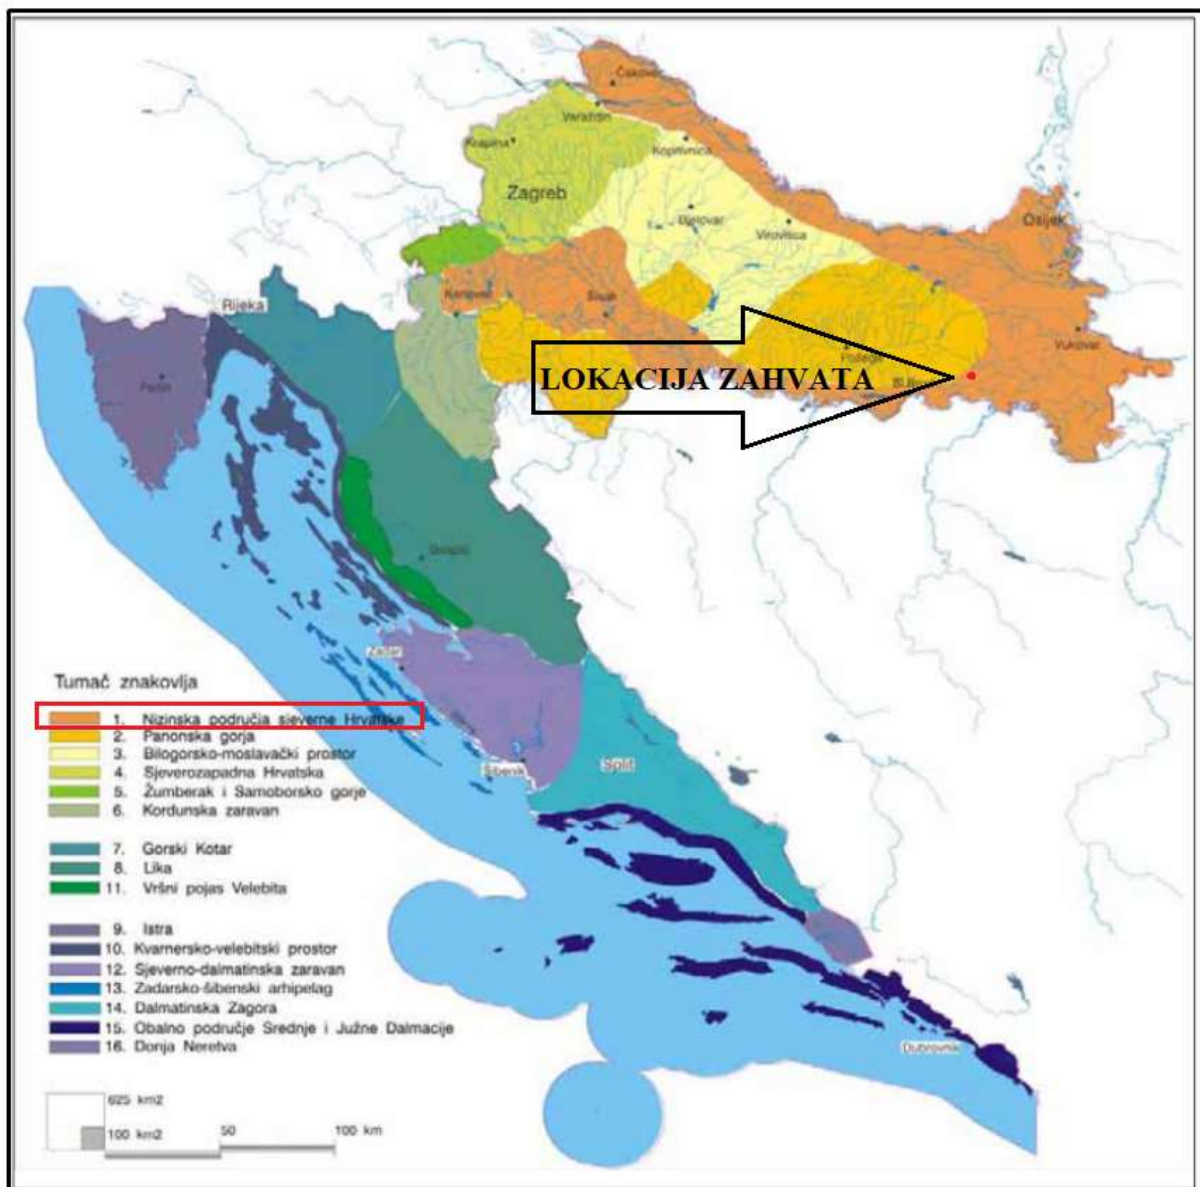 Čakovec
Varaždin
Krapina
Koprivnica
Zagreb
Bjelovar
Virovitica
Osijek
Karlovac
Sisak
Rijeka
Požega
Vukovar
LOKACIJA ZAHVATA
Pazin
Gospić
Zadar
Tumač znakovlja
1. Nizinska područja sjeverne Hrvatske
2. Panonska gorja
3. Bilogorsko-moslavački prostor
4. Sjeverozapadna Hrvatska
5. Žumberak i Samoborsko gorje
6. Kordunska zaravan
Šibenik
Split
7. Gorski Kotar
8. Lika
11. Vršni pojas Velebita
9. Istra
10. Kvarnersko-velebitski prostor
12. Sjeverno-dalmatinska zaravan
13. Zadarsko-šibenski arhipelag
14. Dalmatinska Zagora
15. Obalno područje Srednje i Južne Dalmacije
16. Donja Neretva
Dubrovnik
625 km2
100 km2
50
100 km